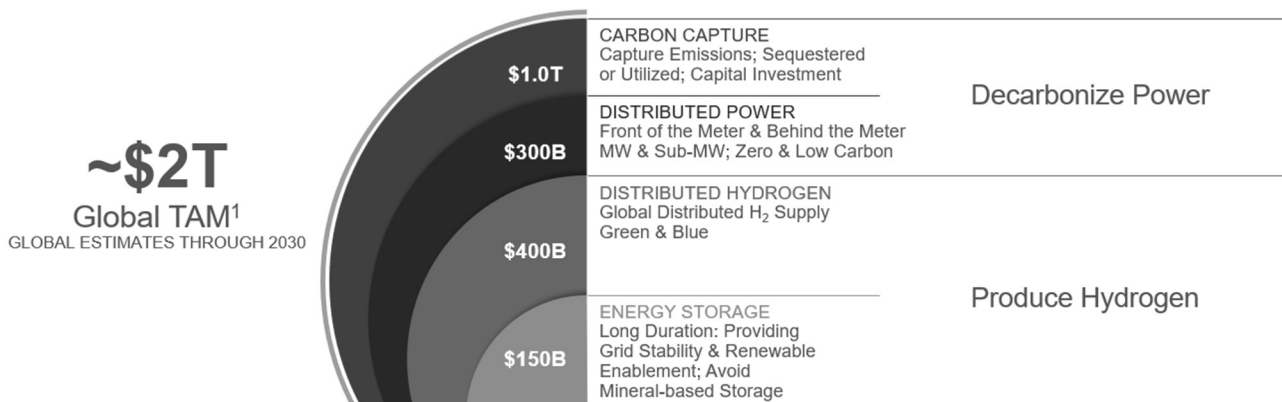 ~$2T
Global TAM¹
GLOBAL ESTIMATES THROUGH 2030
$1.0T
$300B
$400B
$150B
CARBON CAPTURE
Capture Emissions; Sequestered
or Utilized; Capital Investment
DISTRIBUTED POWER
Front of the Meter & Behind the Meter
MW & Sub-MW; Zero & Low Carbon
DISTRIBUTED HYDROGEN
Global Distributed H₂ Supply
Green & Blue
ENERGY STORAGE
Long Duration: Providing
Grid Stability & Renewable
Enablement; Avoid
Mineral-based Storage
Decarbonize Power
Produce Hydrogen